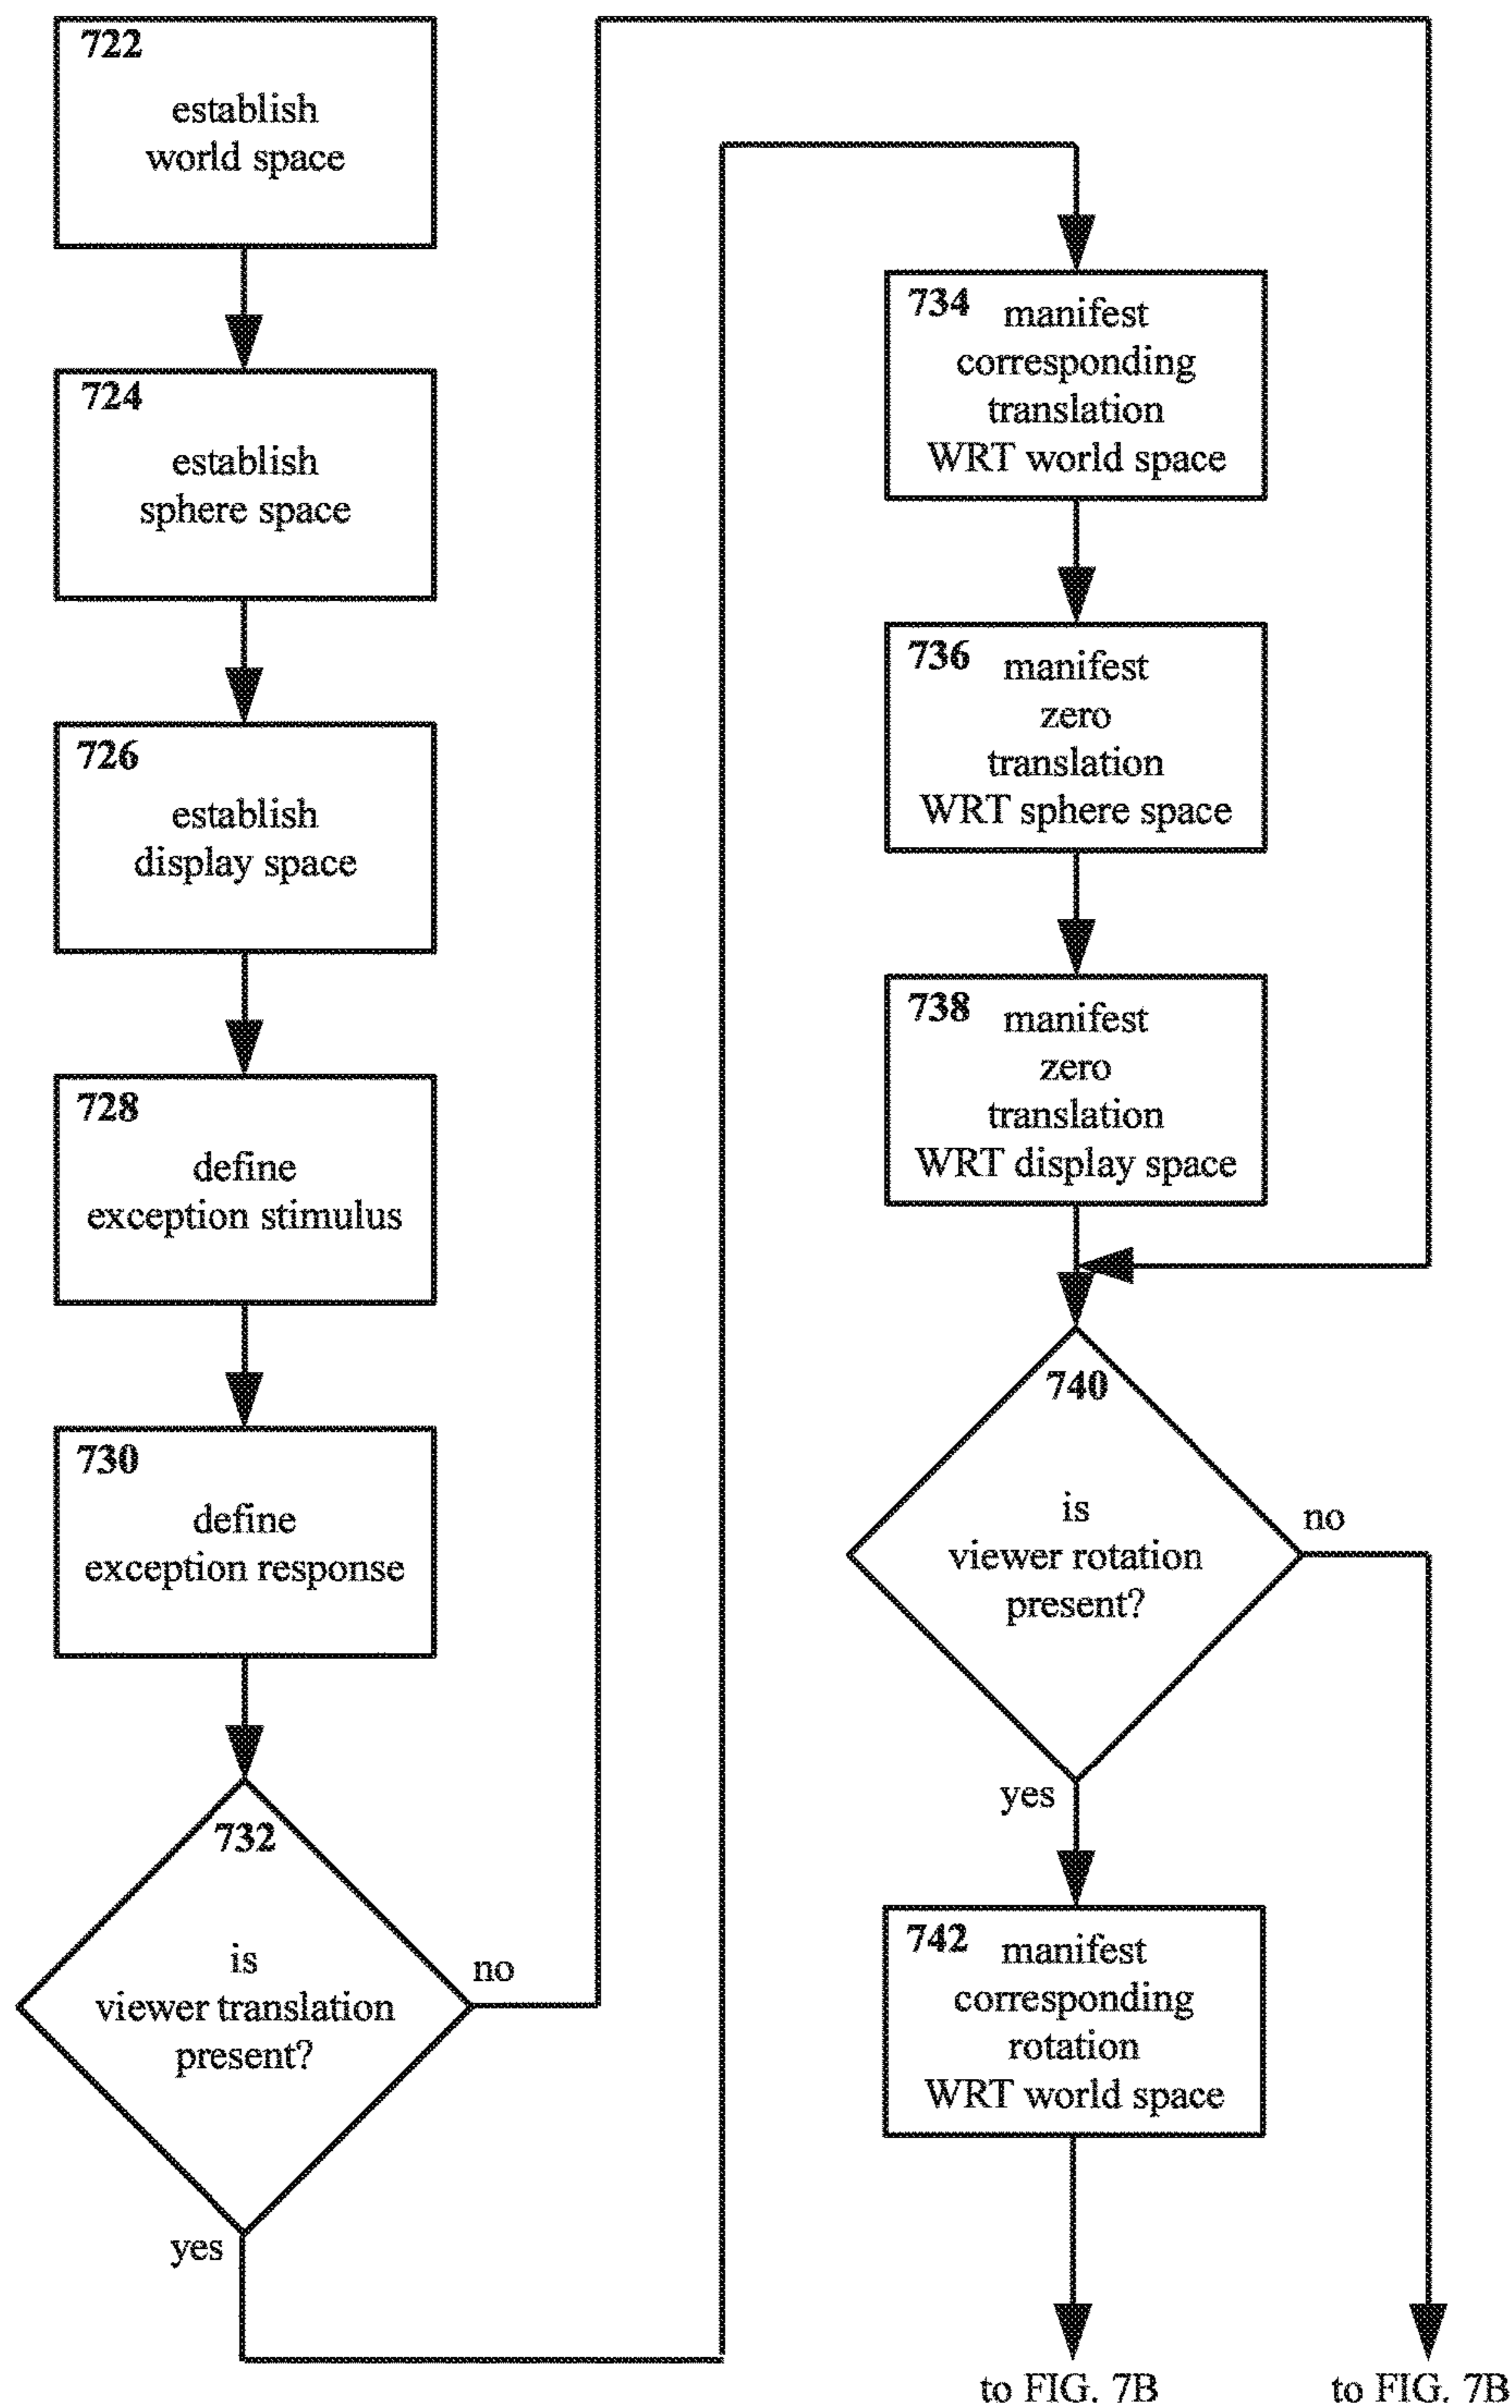 722
establish
world space
724
establish
sphere space
726
establish
display space
728
define
exception stimulus
730
define
exception response
732
is
viewer translation
present?
no
yes
734 manifest
corresponding
translation
WRT world space
736 manifest
zero
translation
WRT sphere space
738 manifest
zero
translation
WRT display space
740
is
viewer rotation
present?
no
yes
742 manifest
corresponding
rotation
WRT world space
to FIG. 7B
to FIG. 7B